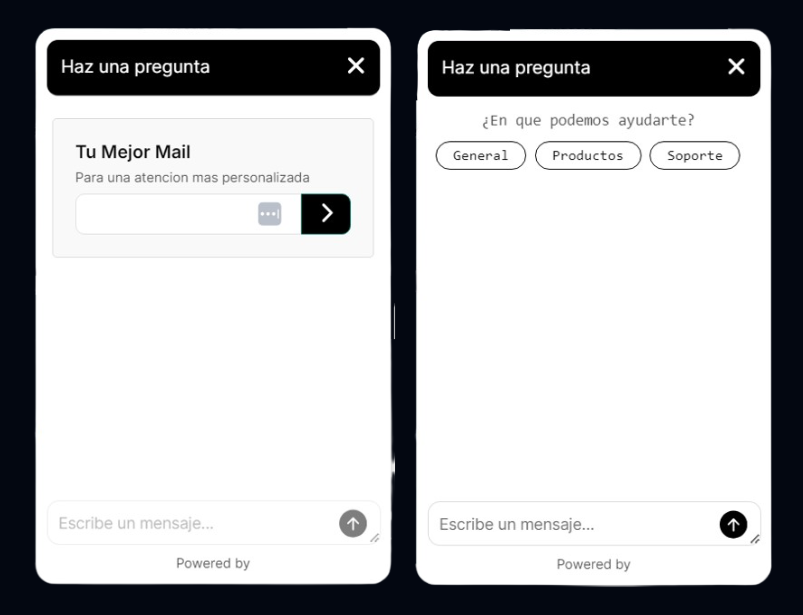 Haz una pregunta
Tu Mejor Mail
Para una atencion mas personalizada
Escribe un mensaje...
Powered by
Haz una pregunta
¿En que podemos ayudarte?
General Productos Soporte
Escribe un mensaje...
Powered by